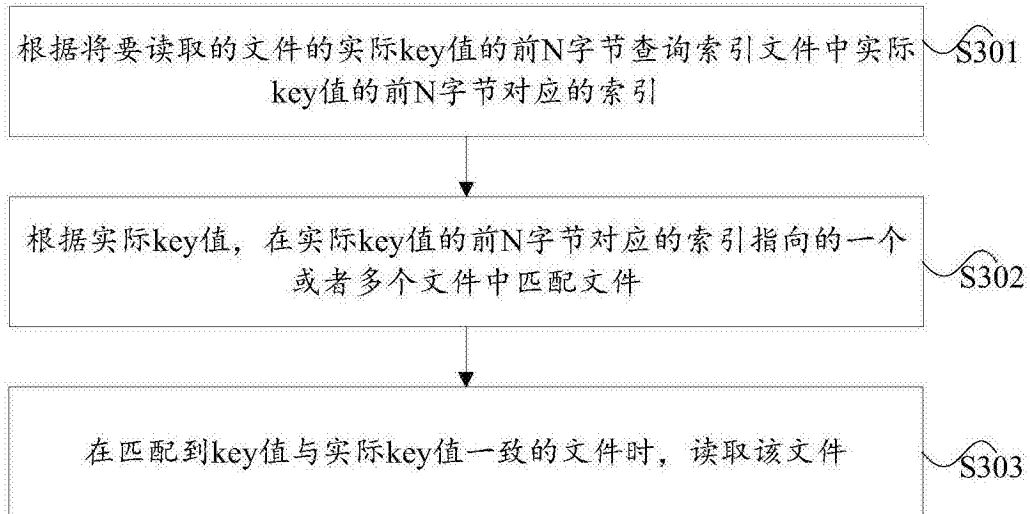 根据将要读取的文件的实际key值的前N字节查询索引文件中实际
key值的前N字节对应的索引
S301
根据实际key值，在实际key值的前N字节对应的索引指向的一个
或者多个文件中匹配文件
S302
在匹配到key值与实际key值一致的文件时，读取该文件
S303